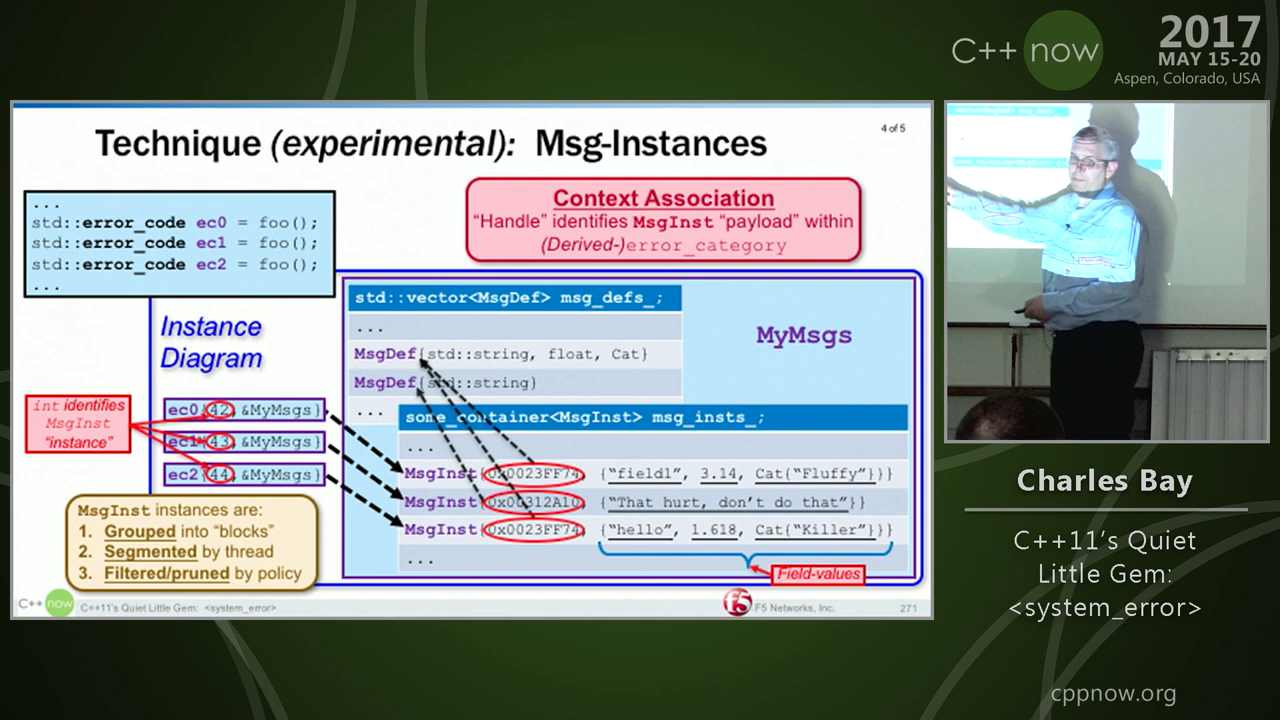 C++ now
2017
MAY 15-20
Aspen, Colorado, USA
Technique (experimental): Msg-Instances
4 of 5
...
std::error_code ec0 = foo();
std::error_code ec1 = foo();
std::error_code ec2 = foo();
...
Context Association
“Handle” identifies MsgInst “payload” within
(Derived-)error_category
Instance
Diagram
std::vector<MsgDef> msg_defs_;
...
MsgDef{std::string, float, Cat}
MsgDef{std::string}
...
MyMsgs
some_container<MsgInst> msg_insts_;
...
MsgInst{0x0023FF74, {“field1”, 3.14, Cat{“Fluffy”}}}
MsgInst{0x00312A10, {“That hurt, don’t do that”}}
MsgInst{0x0023FF74, {“hello”, 1.618, Cat{“Killer”}}}
...
Field-values
int identifies
MsgInst
“instance”
ec0{42, &MyMsgs}
ec1{43, &MyMsgs}
ec2{44, &MyMsgs}
MsgInst instances are:
1. Grouped into “blocks”
2. Segmented by thread
3. Filtered/pruned by policy
C++ now
C++11’s Quiet Little Gem: <system_error>
F5 Networks, Inc.
271
Charles Bay
C++11’s Quiet
Little Gem:
<system_error>
cppnow.org